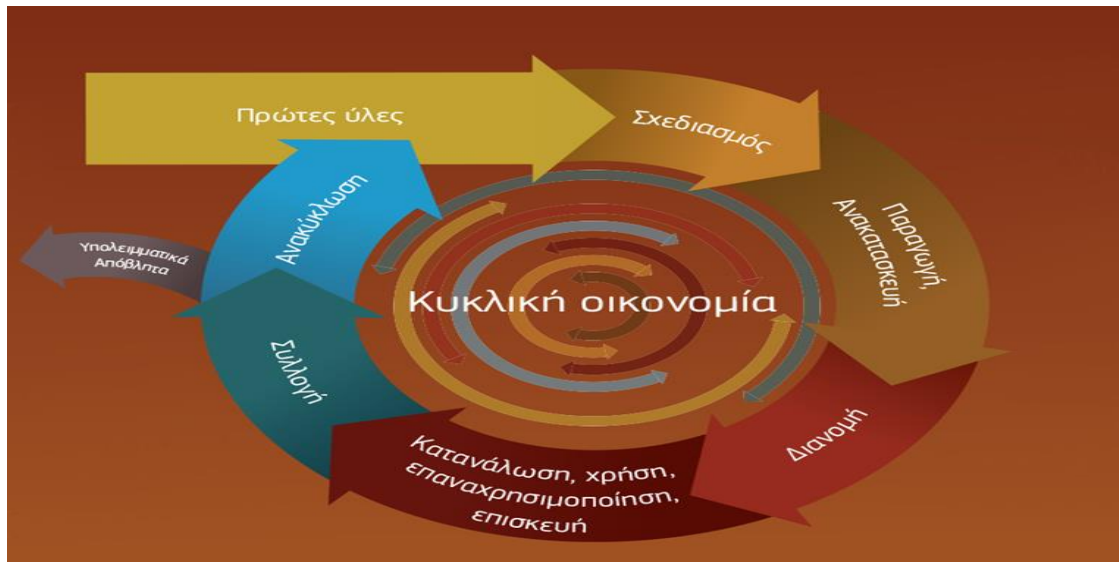 Πρώτες ύλες
Σχεδιασμός
Παραγωγή,
Ανακατασκευή
Διανομή
Κατανάλωση, χρήση,
επαναχρησιμοποίηση,
επισκευή
Συλλογή
Ανακύκλωση
Υπολειμματικά
Απόβλητα
Κυκλική οικονομία